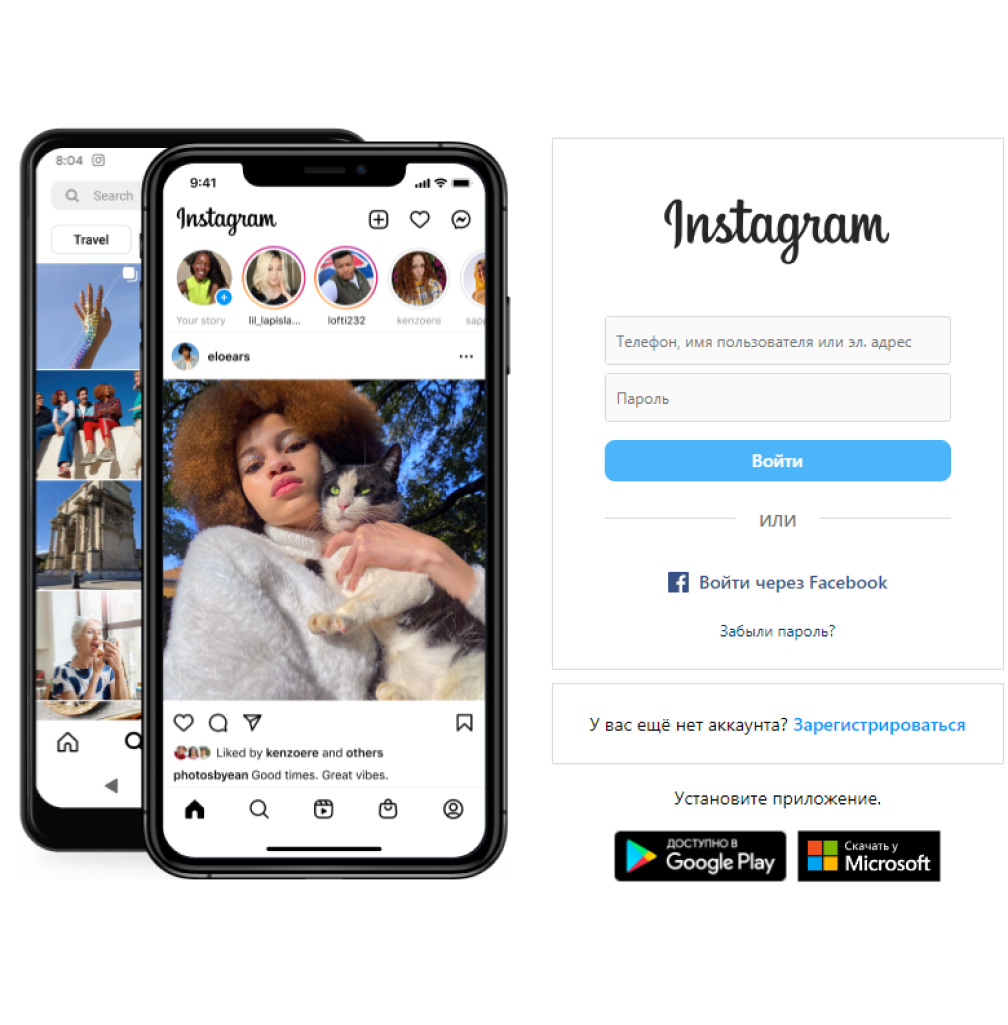 8:04
Search
Travel
9:41
Instagram
Your story
lil_lapisla...
lofti232
kenzoere
sap
eloears
Liked by kenzoere and others
photosbyean Good times. Great vibes.
Instagram
Телефон, имя пользователя или эл. адрес
Пароль
Войти
ИЛИ
Войти через Facebook
Забыли пароль?
У вас ещё нет аккаунта? Зарегистрироваться
Установите приложение.
ДОСТУПНО В
Google Play
Скачать у
Microsoft